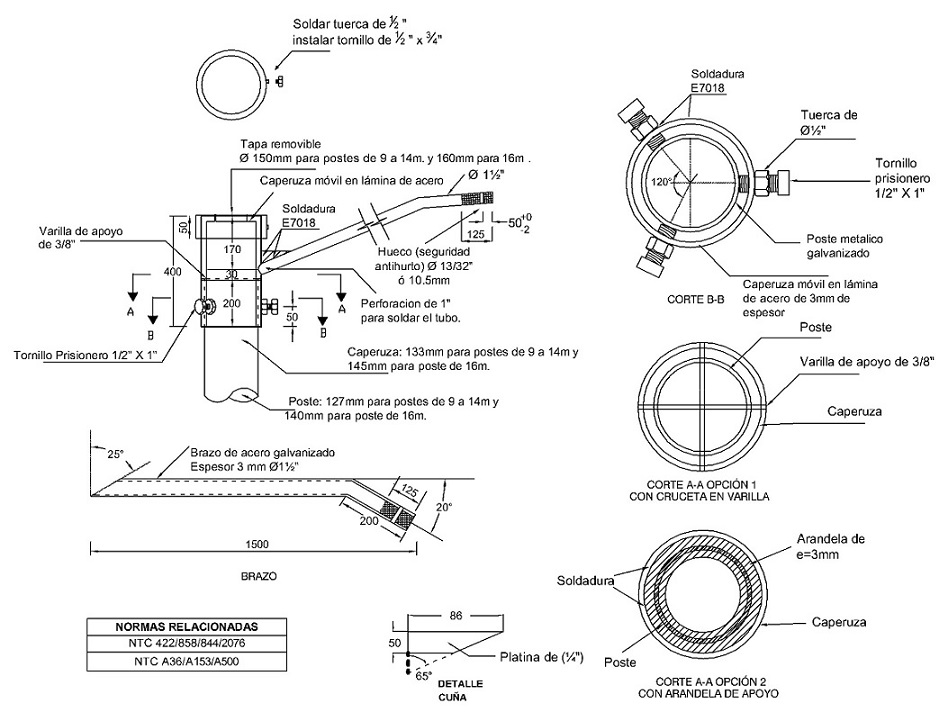 Soldar tuerca de ½ "
instalar tornillo de ½ " x ¾"
Tapa removible
Ø 150mm para postes de 9 a 14m. y 160mm para 16m .
Caperuza móvil en lámina de acero
Ø 1½"
Soldadura
E7018
50 +0 -2
125
Varilla de apoyo
de 3/8"
50
170
400
30
200
50
A
B
A
B
Hueco (seguridad
antihurto) Ø 13/32"
ó 10.5mm
Perforacion de 1"
para soldar el tubo.
Tornillo Prisionero 1/2" X 1"
Caperuza: 133mm para postes de 9 a 14m y
145mm para poste de 16m.
Poste: 127mm para postes de 9 a 14m y
140mm para poste de 16m.
Soldadura
E7018
Tuerca de
Ø½"
Tornillo
prisionero
1/2" X 1"
120°
Poste metalico
galvanizado
CORTE B-B
Caperuza móvil en lámina
de acero de 3mm de
espesor
Poste
Varilla de apoyo de 3/8"
Caperuza
CORTE A-A OPCIÓN 1
CON CRUCETA EN VARILLA
25°
Brazo de acero galvanizado
Espesor 3 mm Ø1½"
125
20°
200
1500
BRAZO
Arandela de
e=3mm
Soldadura
Caperuza
Poste
CORTE A-A OPCIÓN 2
CON ARANDELA DE APOYO
NORMAS RELACIONADAS
NTC 422/858/844/2076
NTC A36/A153/A500
86
50
65°
Platina de (¼")
DETALLE
CUÑA